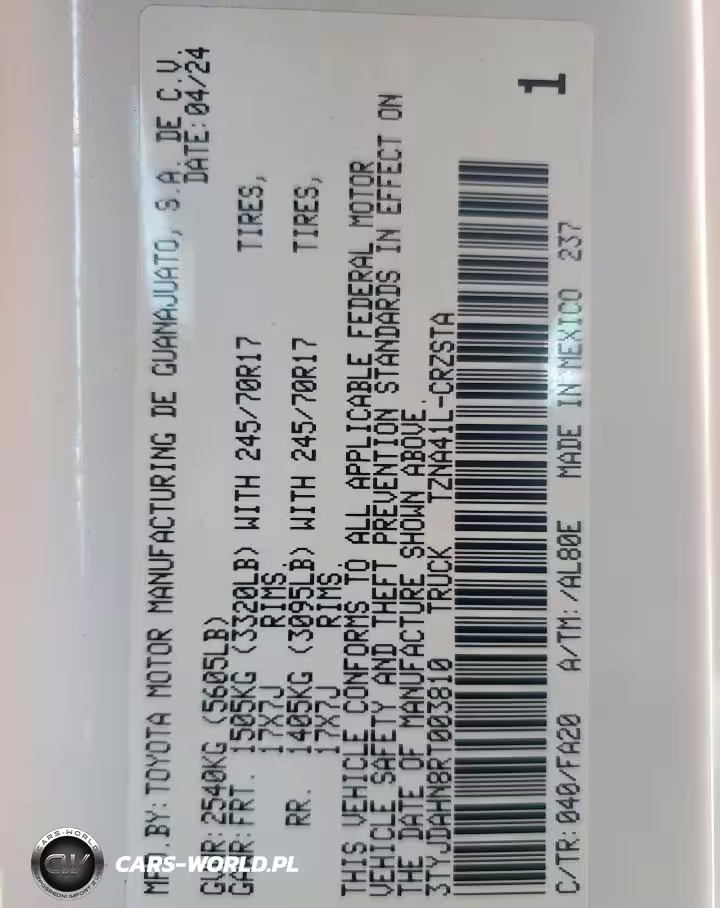 MFD.BY: TOYOTA MOTOR MANUFACTURING DE GUANAJUATO, S.A. DE C.V.
DATE: 04/24
GVWR: 2540KG (5605LB)
GAWR: FRT. 1505KG (3320LB) WITH 245/70R17 TIRES,
17X7J RIMS.
RR. 1405KG (3095LB) WITH 245/70R17 TIRES,
17X7J RIMS.
THIS VEHICLE CONFORMS TO ALL APPLICABLE FEDERAL MOTOR
VEHICLE SAFETY AND THEFT PREVENTION STANDARDS IN EFFECT ON
THE DATE OF MANUFACTURE SHOWN ABOVE.
3TYJDAHN8RT003810 TRUCK TZNA41L-CRZSTA
C/TR: 040/FA20 A/TM: /AL80E MADE IN MEXICO 237
1
CARS-WORLD
CW
CARS-WORLD.PL